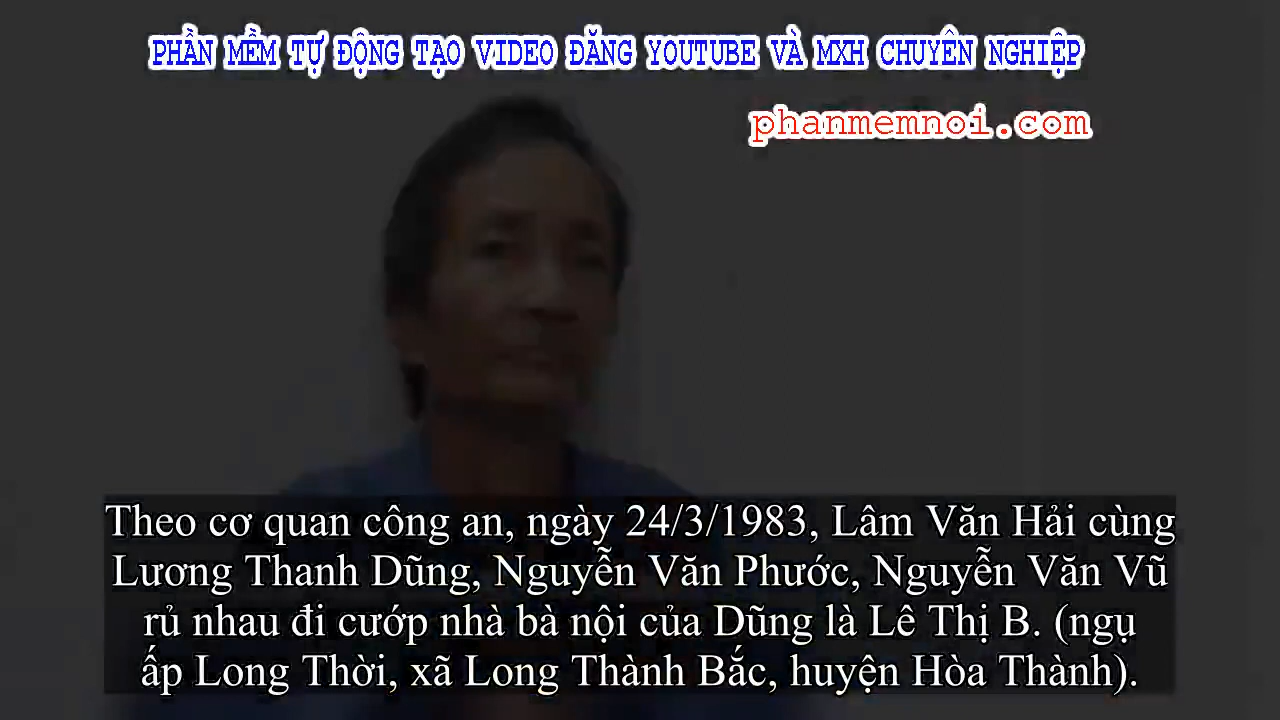 PHẦN MỀM TỰ ĐỘNG TẠO VIDEO ĐĂNG YOUTUBE VÀ MXH CHUYÊN NGHIỆP
phanmemnoi.com
Theo cơ quan công an, ngày 24/3/1983, Lâm Văn Hải cùng
Lương Thanh Dũng, Nguyễn Văn Phước, Nguyễn Văn Vũ
rủ nhau đi cướp nhà bà nội của Dũng là Lê Thị B. (ngụ
ấp Long Thời, xã Long Thành Bắc, huyện Hòa Thành).